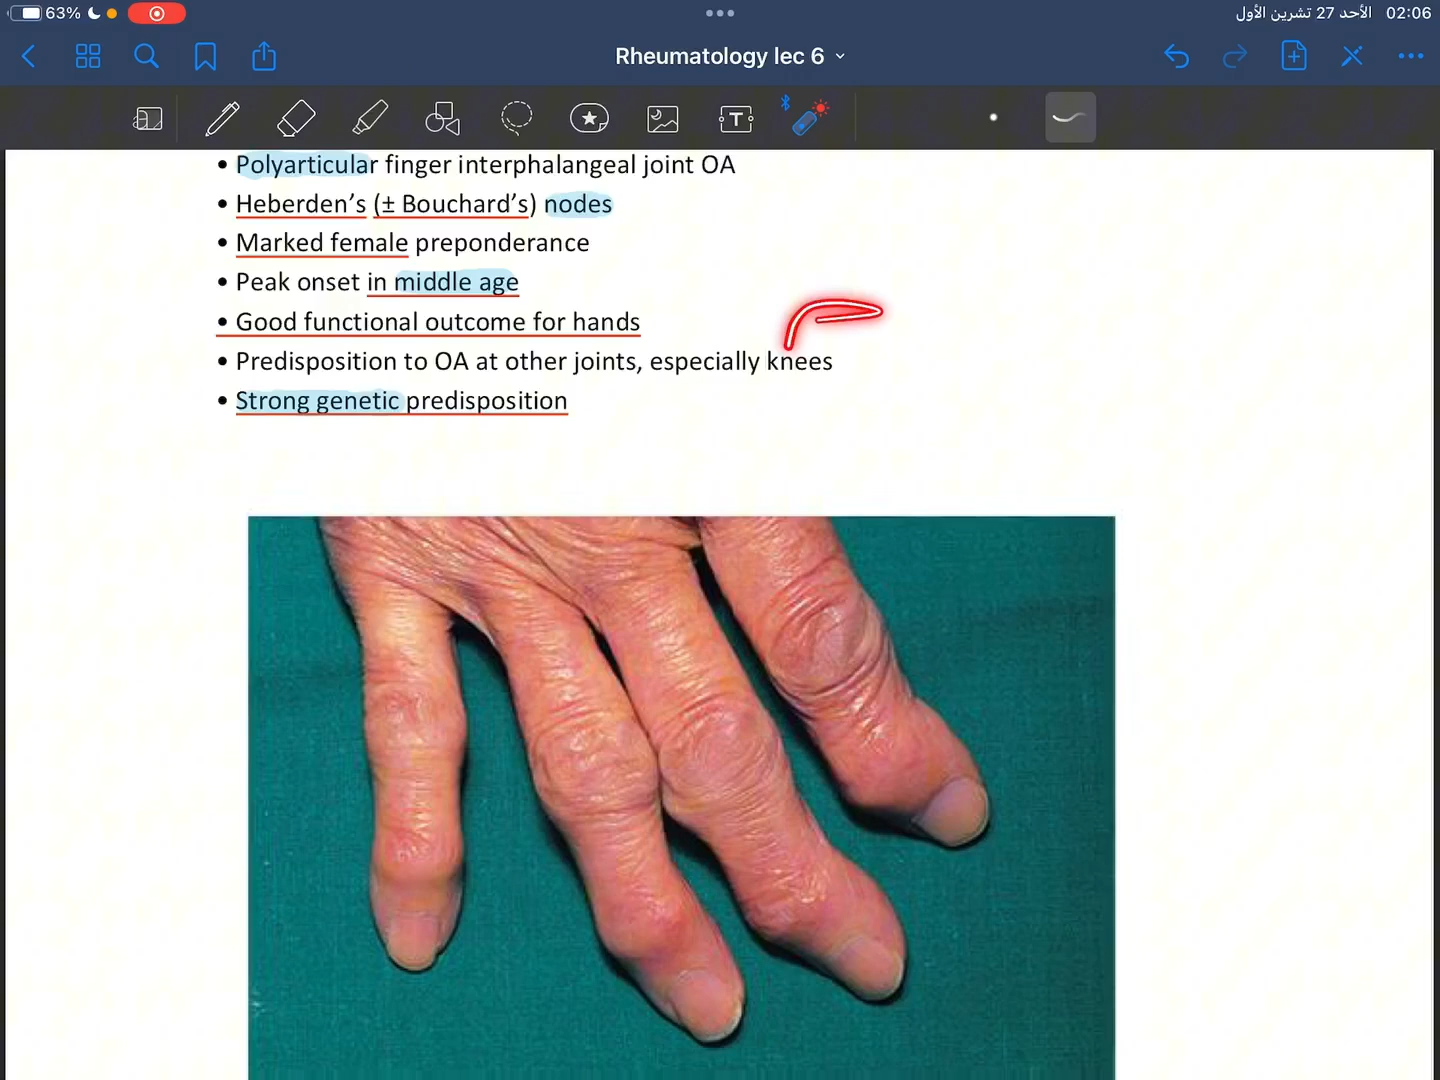 63%
الأحد 27 تشرين الأول 02:06
Rheumatology lec 6
• Polyarticular finger interphalangeal joint OA
• Heberden’s (± Bouchard’s) nodes
• Marked female preponderance
• Peak onset in middle age
• Good functional outcome for hands
• Predisposition to OA at other joints, especially knees
• Strong genetic predisposition